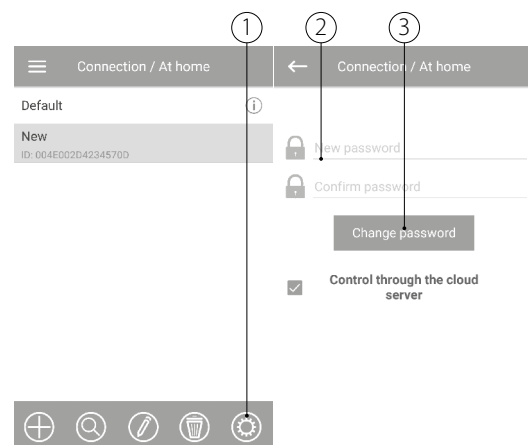 1
2
3
Connection / At home
Default
New
ID: 004E002D4234570D
Connection / At home
New password
Confirm password
Change password
Control through the cloud
server